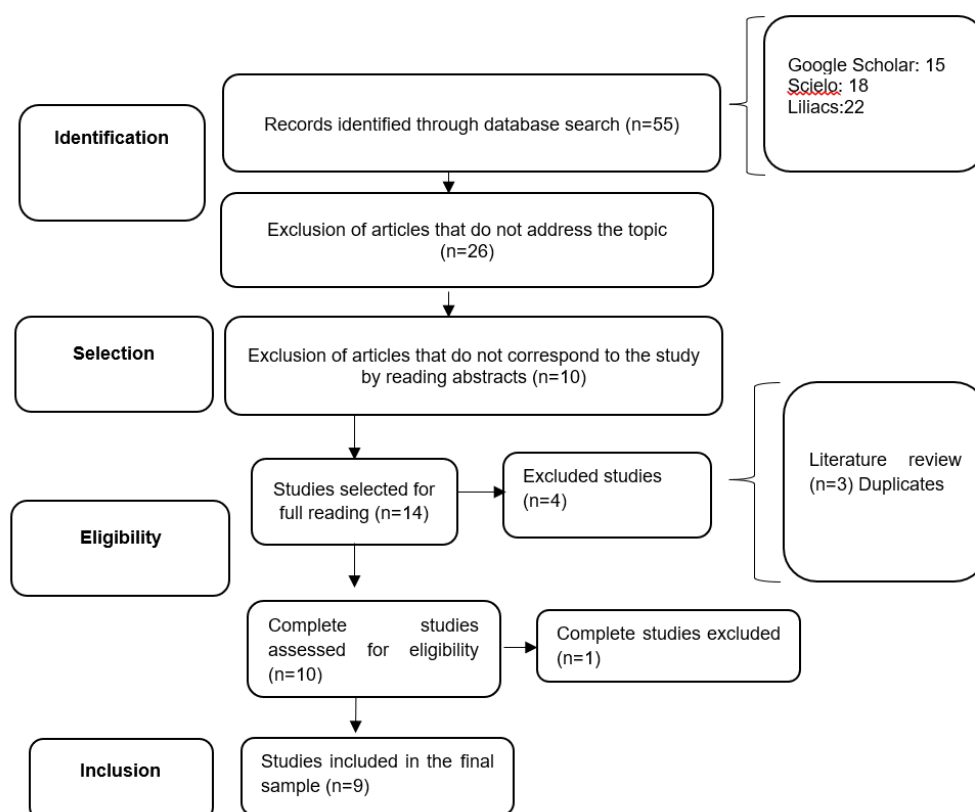 Google Scholar: 15
Scielo: 18
Liliacs:22
Identification
Records identified through database search (n=55)
Exclusion of articles that do not address the topic
(n=26)
Selection
Exclusion of articles that do not correspond to the study
by reading abstracts (n=10)
Studies selected for
full reading (n=14)
Excluded studies
(n=4)
Literature review
(n=3) Duplicates
Eligibility
Complete studies
assessed for eligibility
(n=10)
Complete studies excluded
(n=1)
Inclusion
Studies included in the final
sample (n=9)